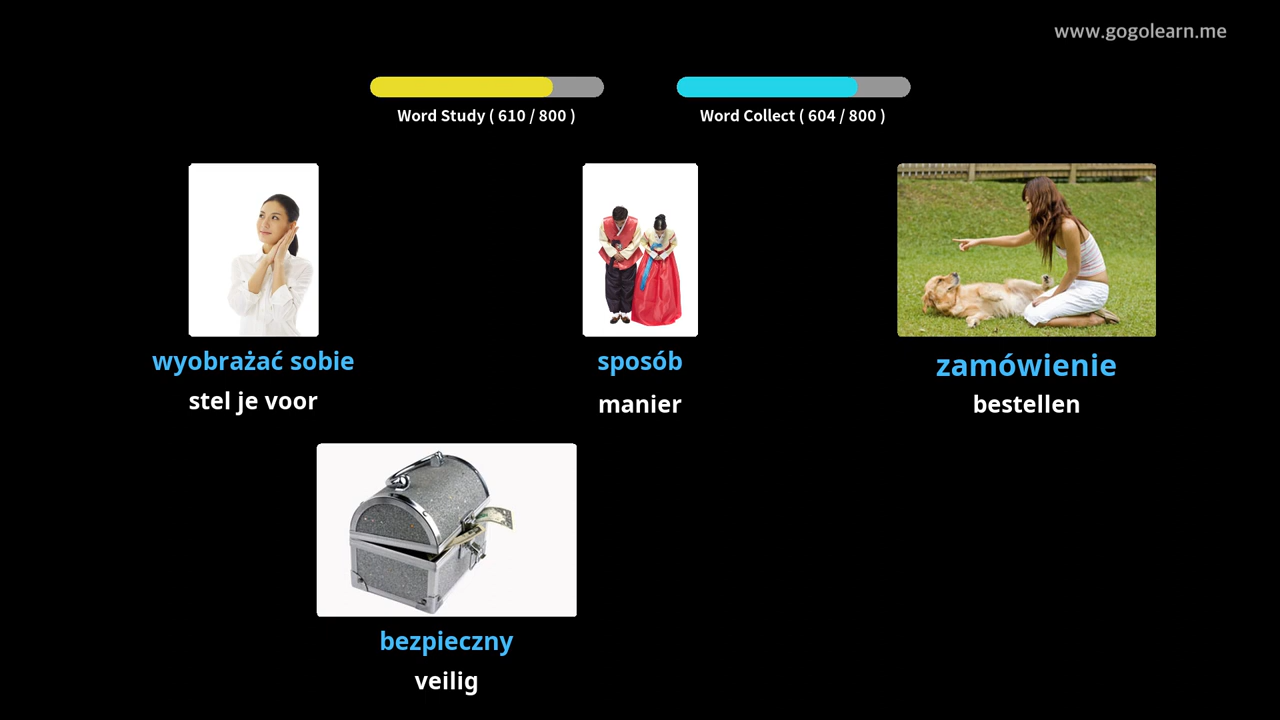 www.gogolearn.me
Word Study ( 610 / 800 )
Word Collect ( 604 / 800 )
wyobrażać sobie
stel je voor
sposób
manier
zamówienie
bestellen
bezpieczny
veilig